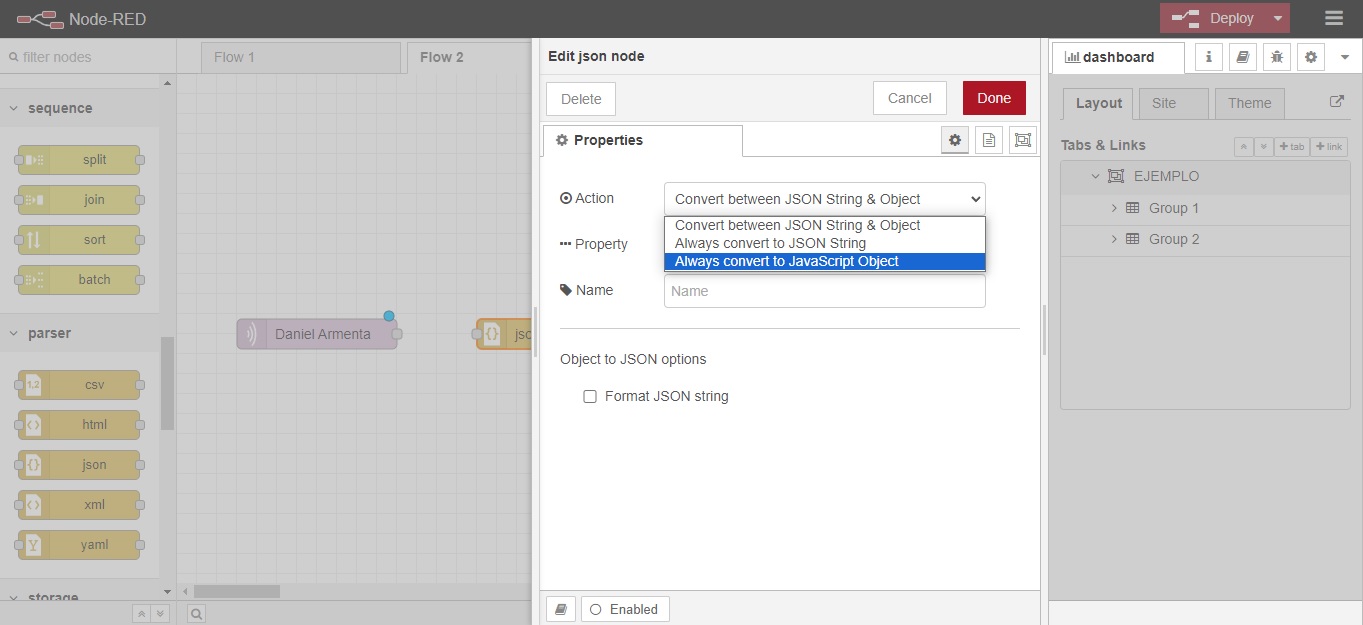 Node-RED
Deploy
filter nodes
Flow 1
Flow 2
sequence
split
join
sort
batch
parser
1,2 csv
html
json
xml
yaml
storage
Daniel Armenta
jso
Edit json node
Delete
Cancel
Done
Properties
Action
Convert between JSON String & Object
Convert between JSON String & Object
Always convert to JSON String
Always convert to JavaScript Object
Property
Name
Name
Object to JSON options
Format JSON string
Enabled
dashboard
i
Layout
Site
Theme
Tabs & Links
+ tab
+ link
EJEMPLO
Group 1
Group 2